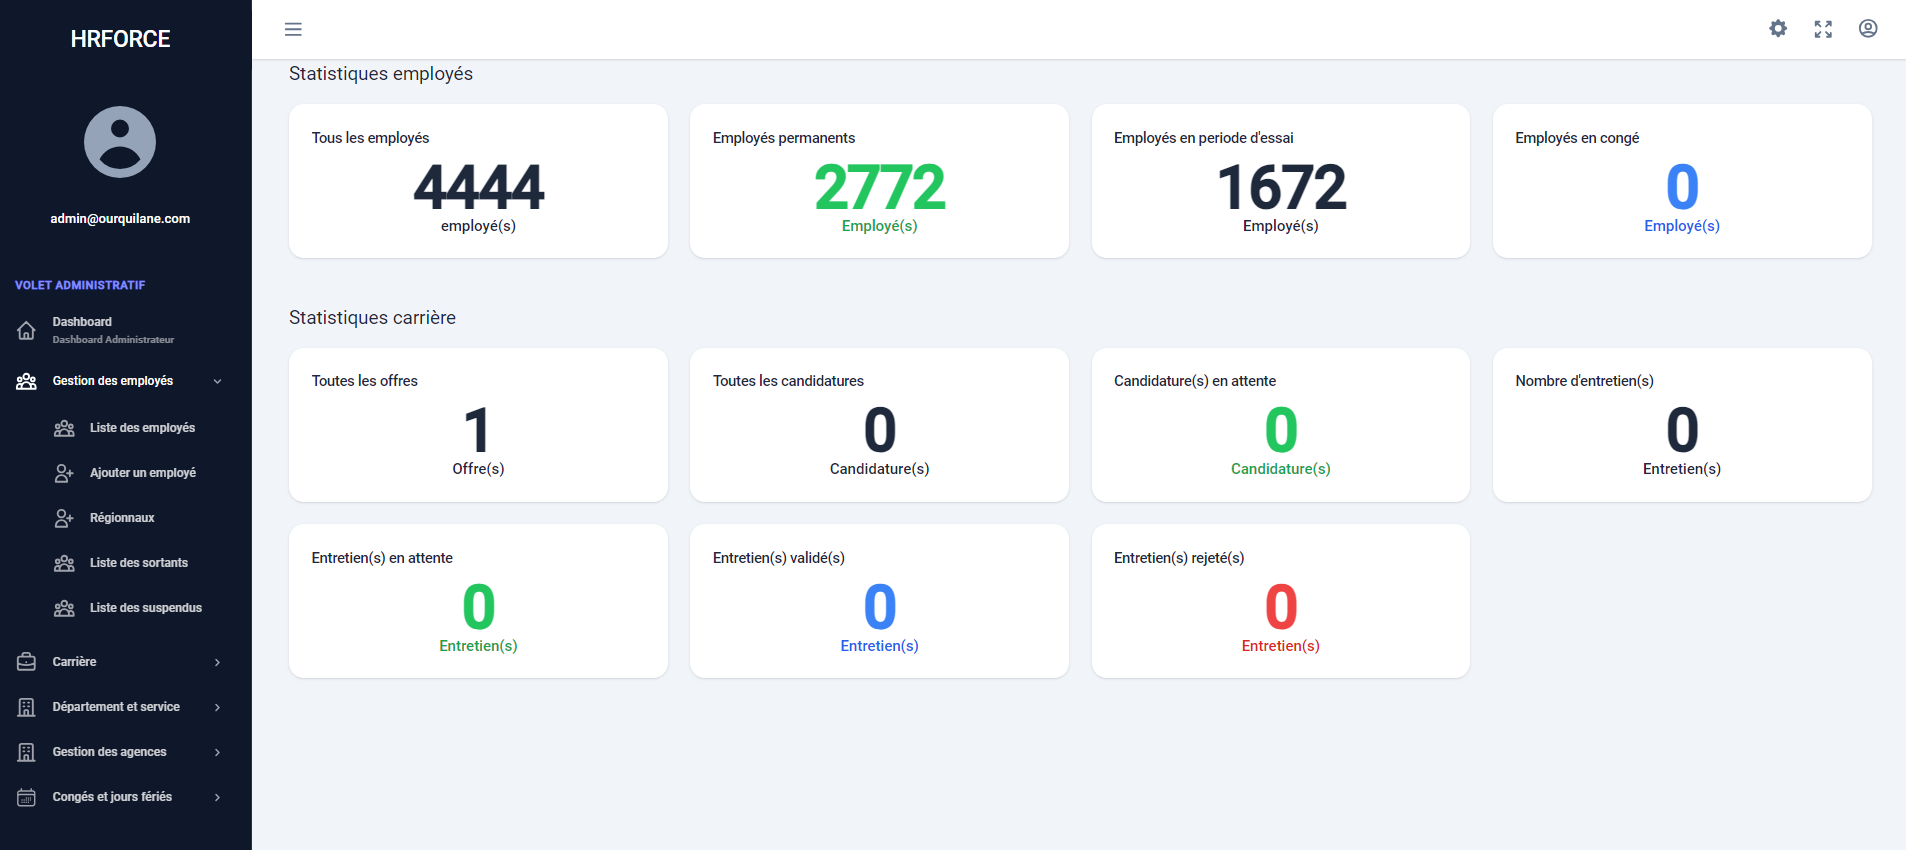 HRFORCE
admin@ourquilane.com
VOLET ADMINISTRATIF
Dashboard
Dashboard Administrateur
Gestion des employés
Liste des employés
Ajouter un employé
Régionnaux
Liste des sortants
Liste des suspendus
Carrière
Département et service
Gestion des agences
Congés et jours fériés
Statistiques employés
Tous les employés
4444
employé(s)
Employés permanents
2772
Employé(s)
Employés en periode d'essai
1672
Employé(s)
Employés en congé
0
Employé(s)
Statistiques carrière
Toutes les offres
1
Offre(s)
Toutes les candidatures
0
Candidature(s)
Candidature(s) en attente
0
Candidature(s)
Nombre d'entretien(s)
0
Entretien(s)
Entretien(s) en attente
0
Entretien(s)
Entretien(s) validé(s)
0
Entretien(s)
Entretien(s) rejeté(s)
0
Entretien(s)